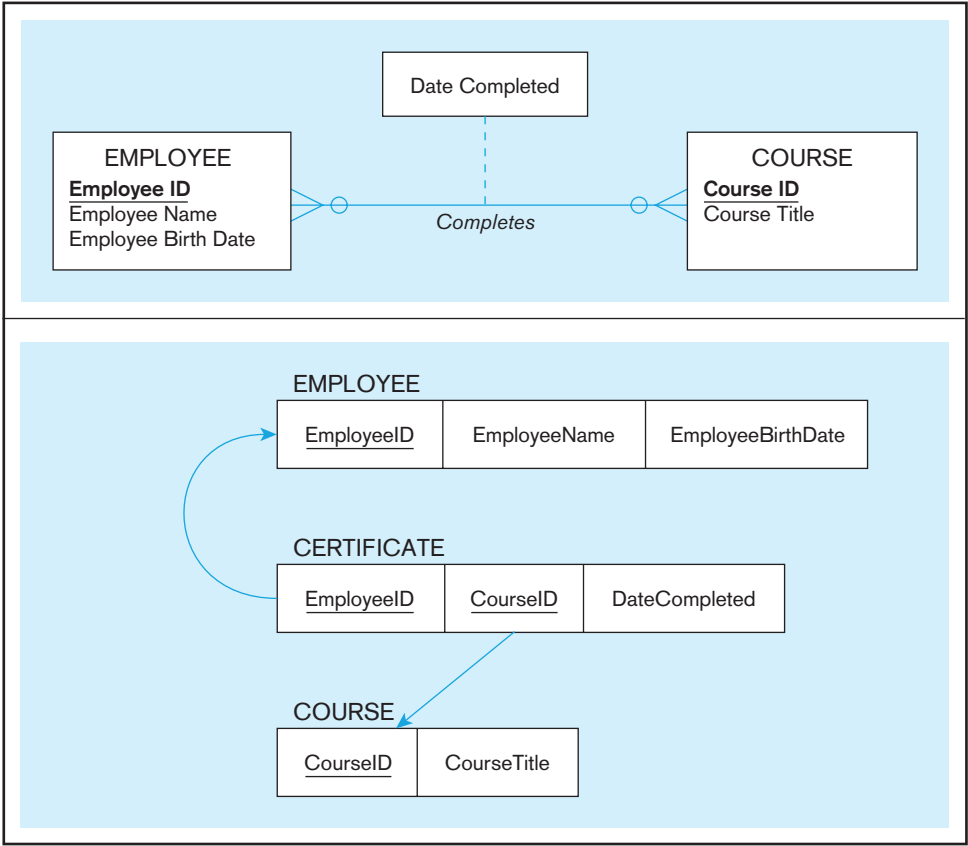 Date Completed
EMPLOYEE
Employee ID
Employee Name
Employee Birth Date
Completes
COURSE
Course ID
Course Title
EMPLOYEE
EmployeeID EmployeeName EmployeeBirthDate
CERTIFICATE
EmployeeID CourseID DateCompleted
COURSE
CourseID CourseTitle